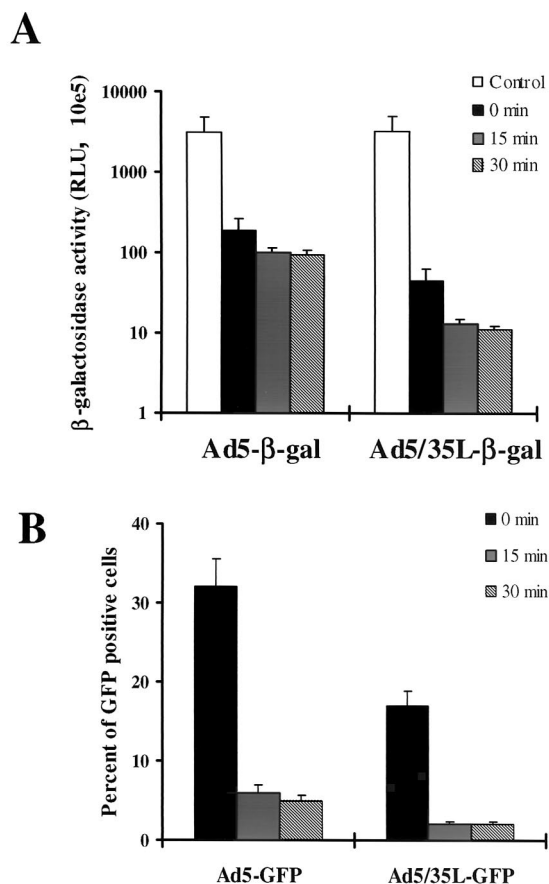 A
β-galactosidase activity (RLU, 10e5)
10000
1000
100
10
1
Control
0 min
15 min
30 min
Ad5-β-gal
Ad5/35L-β-gal
B
Percent of GFP positive cells
40
30
20
10
0
0 min
15 min
30 min
Ad5-GFP
Ad5/35L-GFP